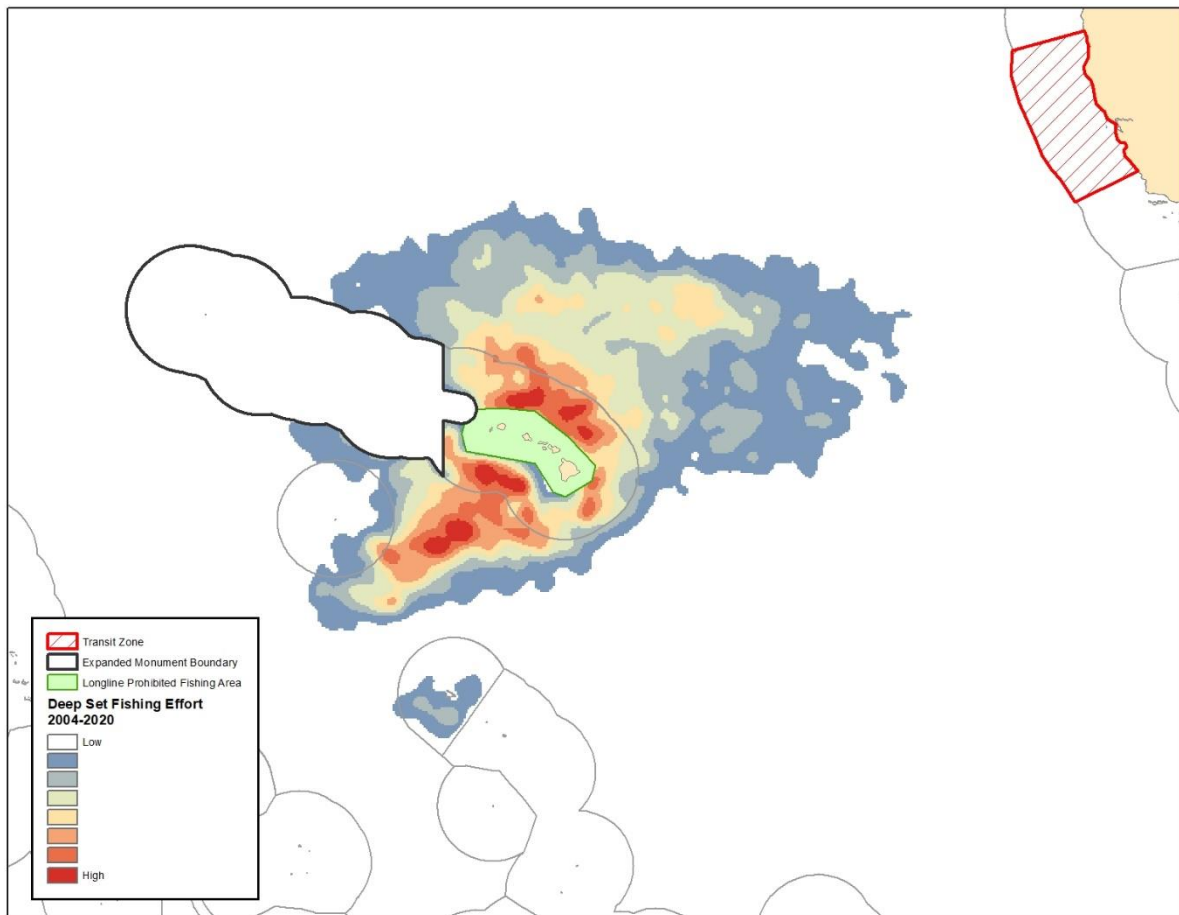 Transit Zone
Expanded Monument Boundary
Longline Prohibited Fishing Area
Deep Set Fishing Effort
2004-2020
Low
High